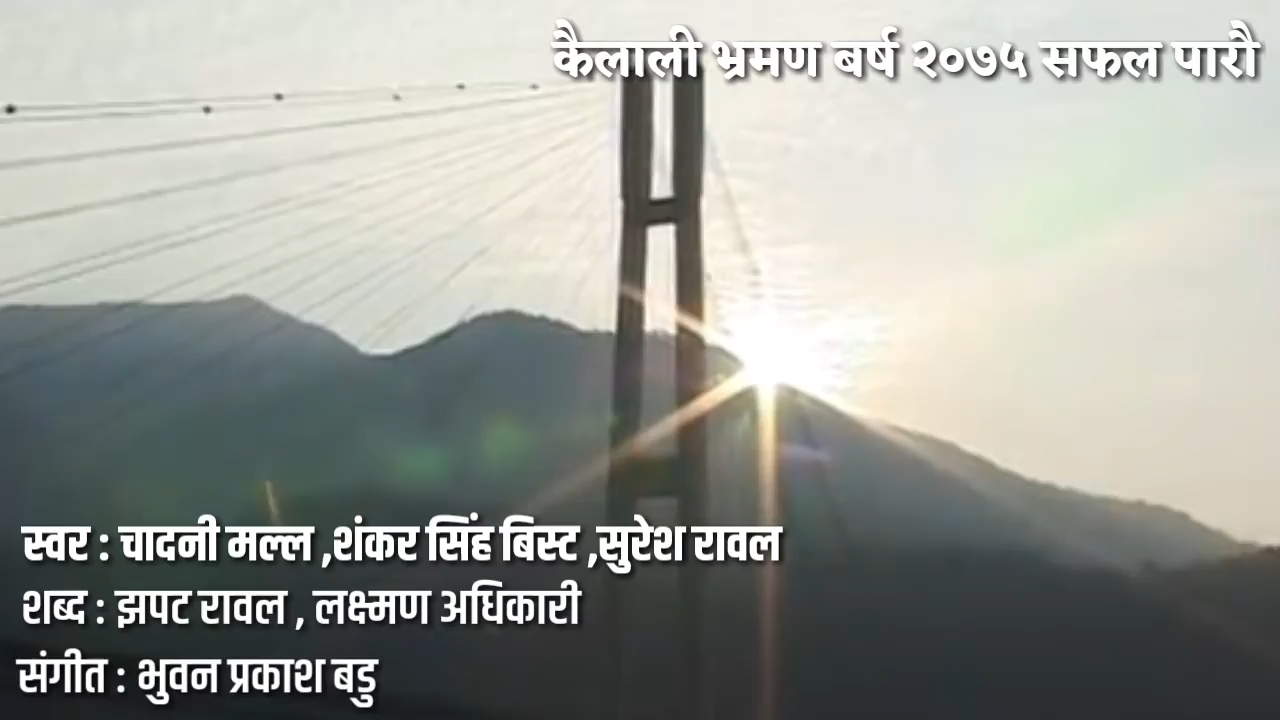 कैलाली भ्रमण बर्ष २०७५ सफल पारौ
स्वर : चादनी मल्ल ,शंकर सिंह बिस्ट ,सुरेश रावल
शब्द : झपट रावल , लक्ष्मण अधिकारी
संगीत : भुवन प्रकाश बडु